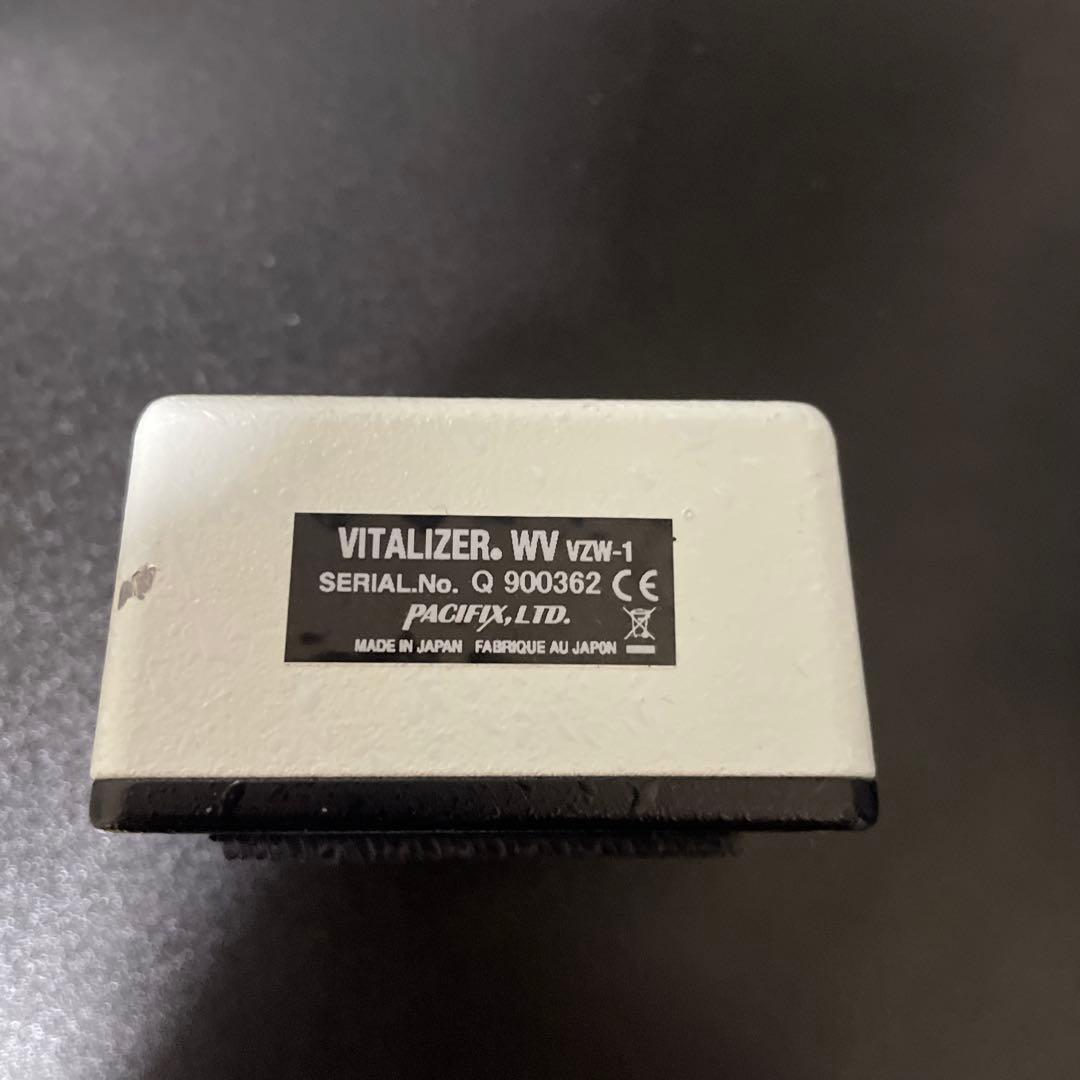 VITALIZER. WV VZW-1
SERIAL.No. Q 900362 CE
PACIFIX, LTD.
MADE IN JAPAN FABRIQUE AU JAPON